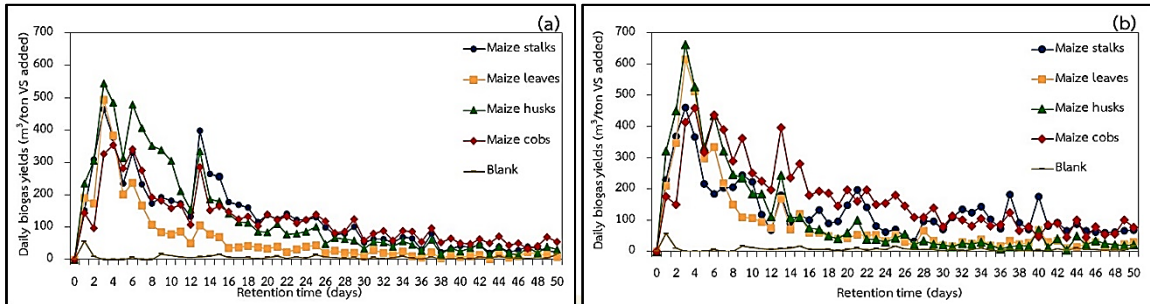 (a)
Daily biogas yields (m³/ton VS added)
700
600
500
400
300
200
100
0
Maize stalks
Maize leaves
Maize husks
Maize cobs
Blank
0 2 4 6 8 10 12 14 16 18 20 22 24 26 28 30 32 34 36 38 40 42 44 46 48 50
Retention time (days)
(b)
Daily biogas yields (m³/ton VS added)
700
600
500
400
300
200
100
0
Maize stalks
Maize leaves
Maize husks
Maize cobs
Blank
0 2 4 6 8 10 12 14 16 18 20 22 24 26 28 30 32 34 36 38 40 42 44 46 48 50
Retention time (days)